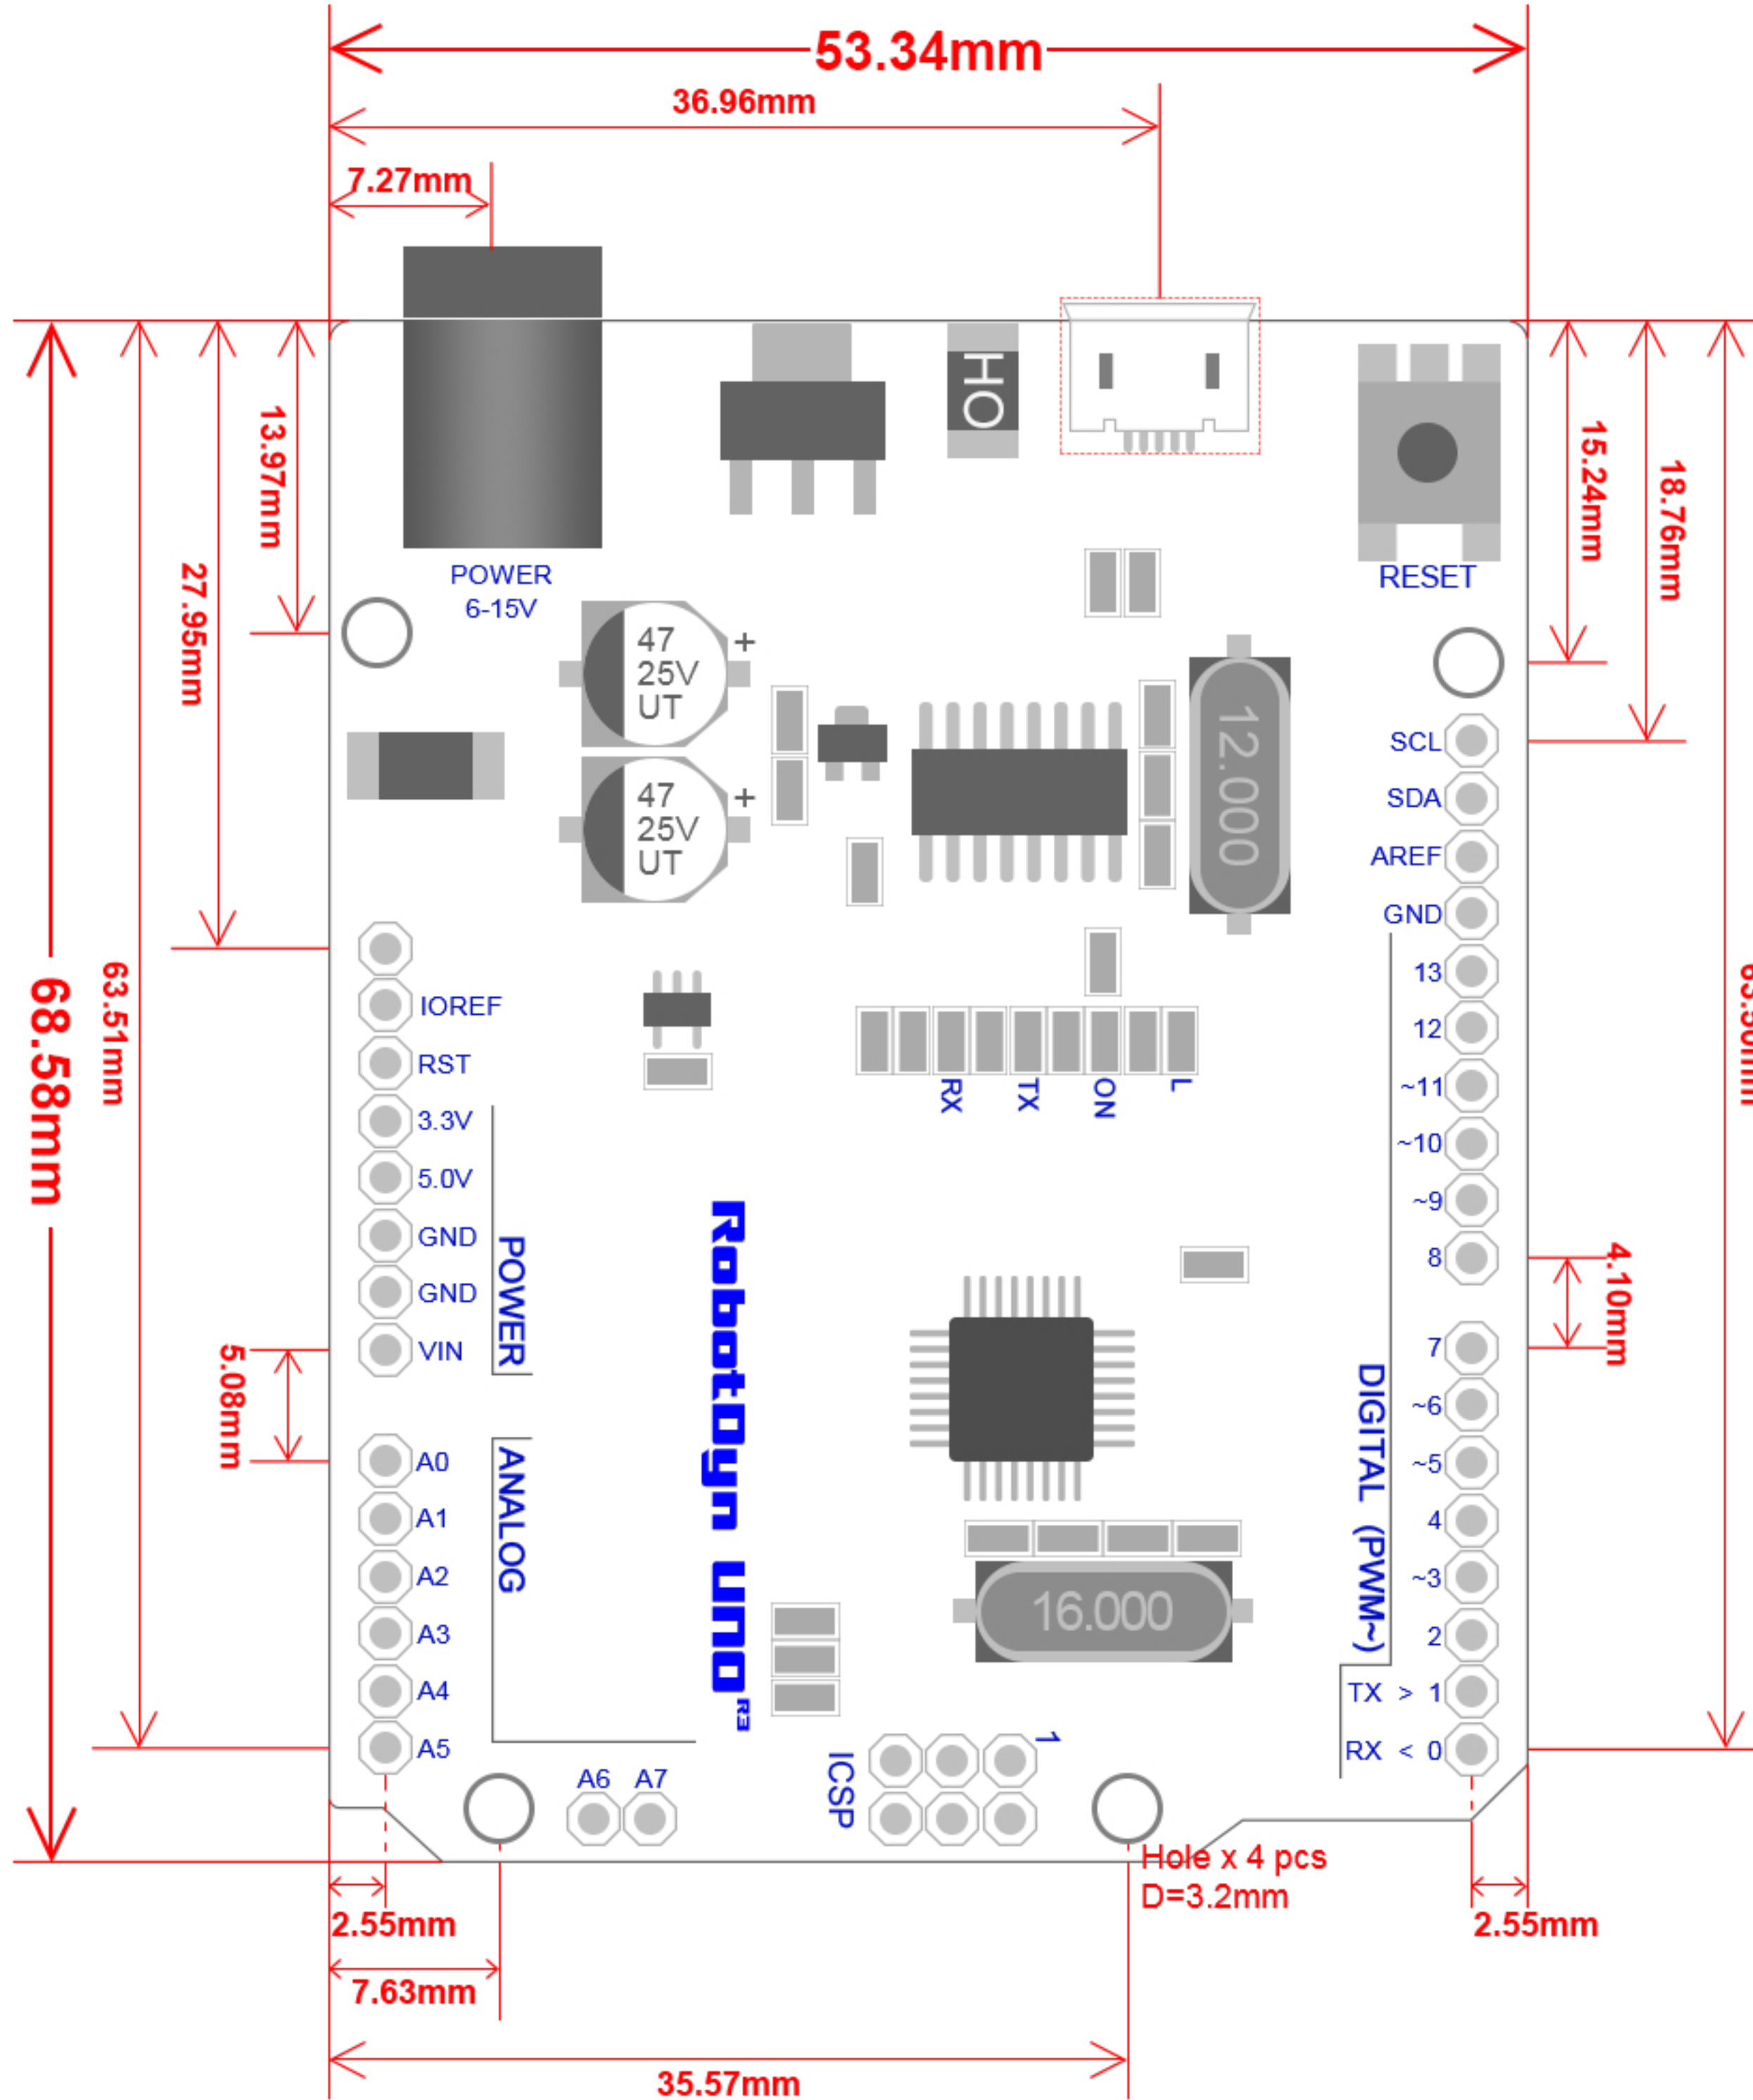 53.34mm
36.96mm
7.27mm
HO
13.97mm
27.95mm
68.58mm
63.51mm
5.08mm
15.24mm
18.76mm
4.10mm
POWER
6-15V
RESET
47
25V
UT
+
47
25V
UT
+
12.000
SCL
SDA
AREF
GND
13
12
~11
~10
~9
8
7
~6
~5
4
~3
2
TX > 1
RX < 0
DIGITAL (PWM~)
IOREF
RST
3.3V
5.0V
GND
GND
VIN
POWER
A0
A1
A2
A3
A4
A5
ANALOG
RX
TX
ON
L
RobotDyn UNO R3
16.000
A6 A7
ICSP
1
Hole x 4 pcs
D=3.2mm
2.55mm
2.55mm
7.63mm
35.57mm